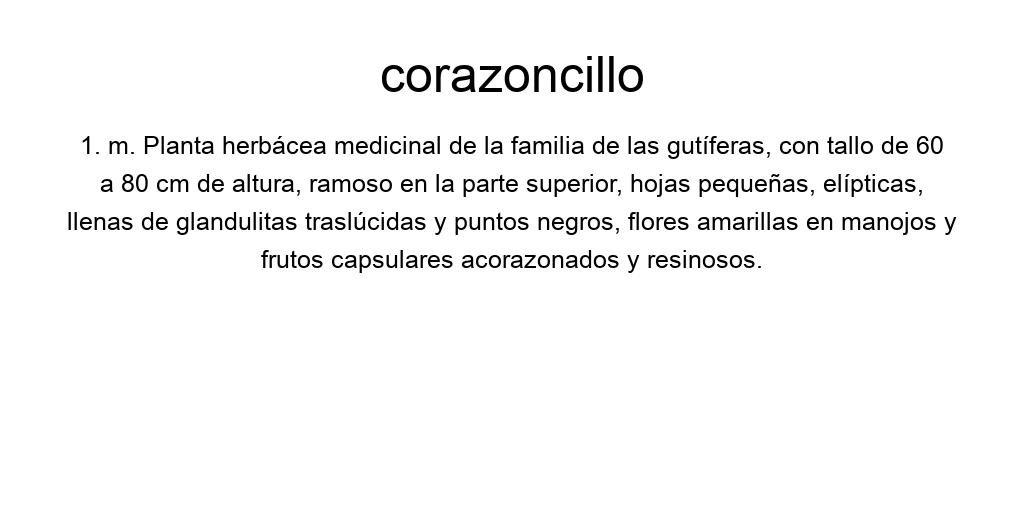 corazoncillo
1. m. Planta herbácea medicinal de la familia de las gutíferas, con tallo de 60
a 80 cm de altura, ramoso en la parte superior, hojas pequeñas, elípticas,
llenas de glandulitas traslúcidas y puntos negros, flores amarillas en manojos y
frutos capsulares acorazonados y resinosos.